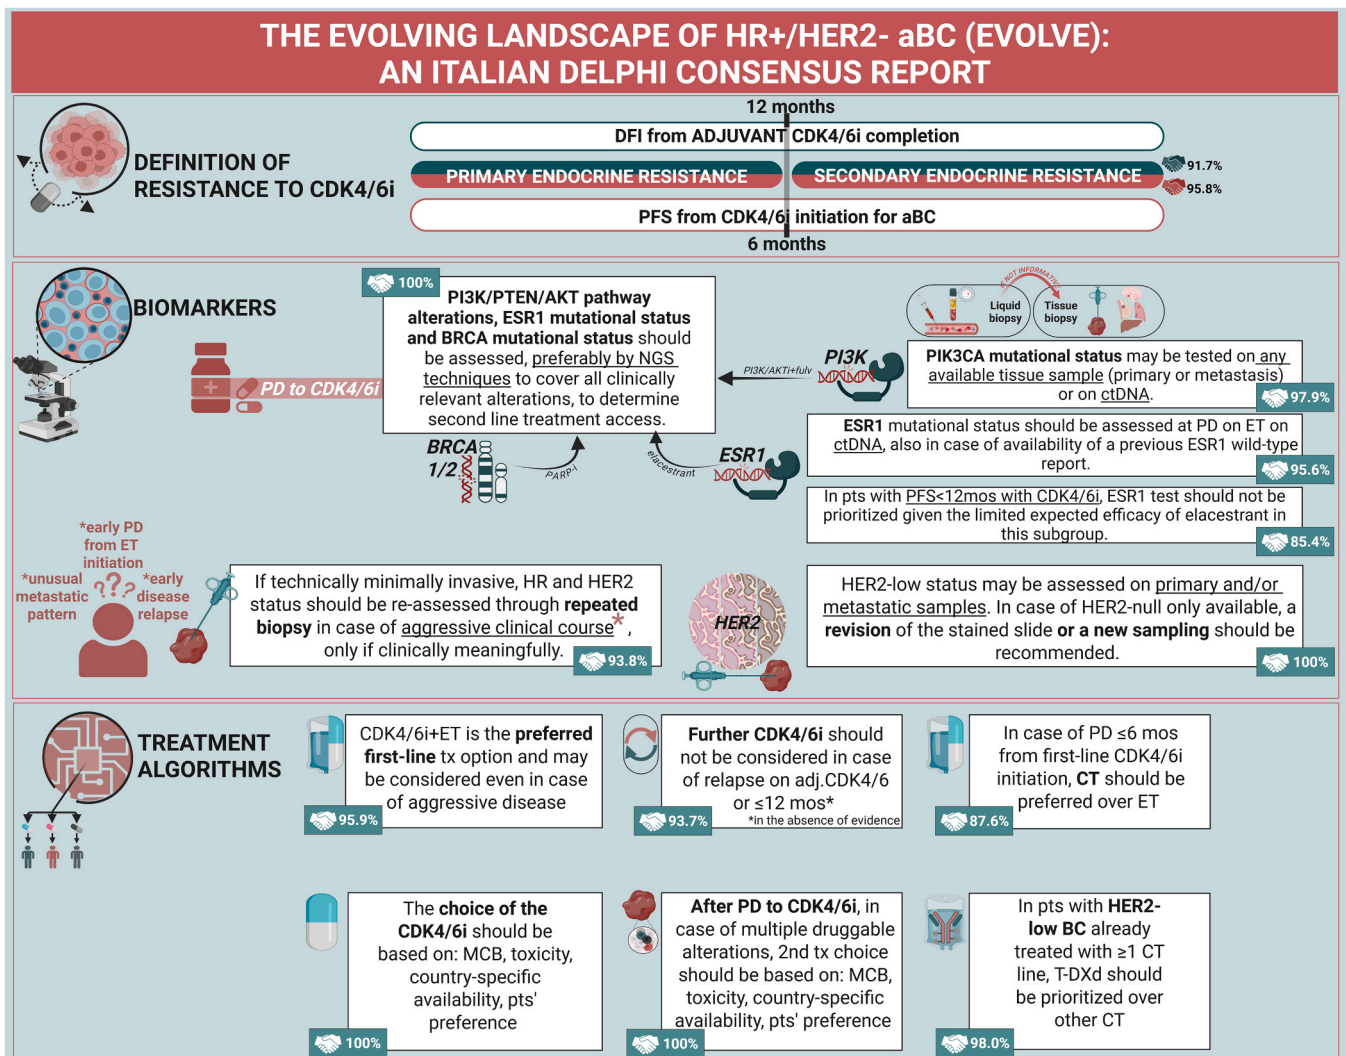 THE EVOLVING LANDSCAPE OF HR+/HER2- aBC (EVOLVE):
AN ITALIAN DELPHI CONSENSUS REPORT
DEFINITION OF
RESISTANCE TO CDK4/6i
12 months
DFI from ADJUVANT CDK4/6i completion
PRIMARY ENDOCRINE RESISTANCE
SECONDARY ENDOCRINE RESISTANCE
91.7%
95.8%
PFS from CDK4/6i initiation for aBC
6 months
BIOMARKERS
PD to CDK4/6i
100%
PI3K/PTEN/AKT pathway
alterations, ESR1 mutational status
and BRCA mutational status should
be assessed, preferably by NGS
techniques to cover all clinically
relevant alterations, to determine
second line treatment access.
BRCA
1/2
PARP-I
elacestrant
ESR1
PI3K/AKTi+fulv
PI3K
IF NOT INFORMATIVE
Liquid
biopsy
Tissue
biopsy
PIK3CA mutational status may be tested on any
available tissue sample (primary or metastasis)
or on ctDNA.
97.9%
ESR1 mutational status should be assessed at PD on ET on
ctDNA, also in case of availability of a previous ESR1 wild-type
report.
95.6%
In pts with PFS<12mos with CDK4/6i, ESR1 test should not be
prioritized given the limited expected efficacy of elacestrant in
this subgroup.
85.4%
*early PD
from ET
initiation
*unusual
metastatic
pattern
???
*early
disease
relapse
If technically minimally invasive, HR and HER2
status should be re-assessed through repeated
biopsy in case of aggressive clinical course*,
only if clinically meaningfully.
93.8%
HER2
HER2-low status may be assessed on primary and/or
metastatic samples. In case of HER2-null only available, a
revision of the stained slide or a new sampling should be
recommended.
100%
TREATMENT
ALGORITHMS
CDK4/6i+ET is the preferred
first-line tx option and may
be considered even in case
of aggressive disease
95.9%
Further CDK4/6i should
not be considered in case
of relapse on adj.CDK4/6
or ≤12 mos*
*in the absence of evidence
93.7%
In case of PD ≤6 mos
from first-line CDK4/6i
initiation, CT should be
preferred over ET
87.6%
The choice of the
CDK4/6i should be
based on: MCB, toxicity,
country-specific
availability, pts'
preference
100%
After PD to CDK4/6i, in
case of multiple druggable
alterations, 2nd tx choice
should be based on: MCB,
toxicity, country-specific
availability, pts' preference
100%
In pts with HER2-
low BC already
treated with ≥1 CT
line, T-DXd should
be prioritized over
other CT
98.0%